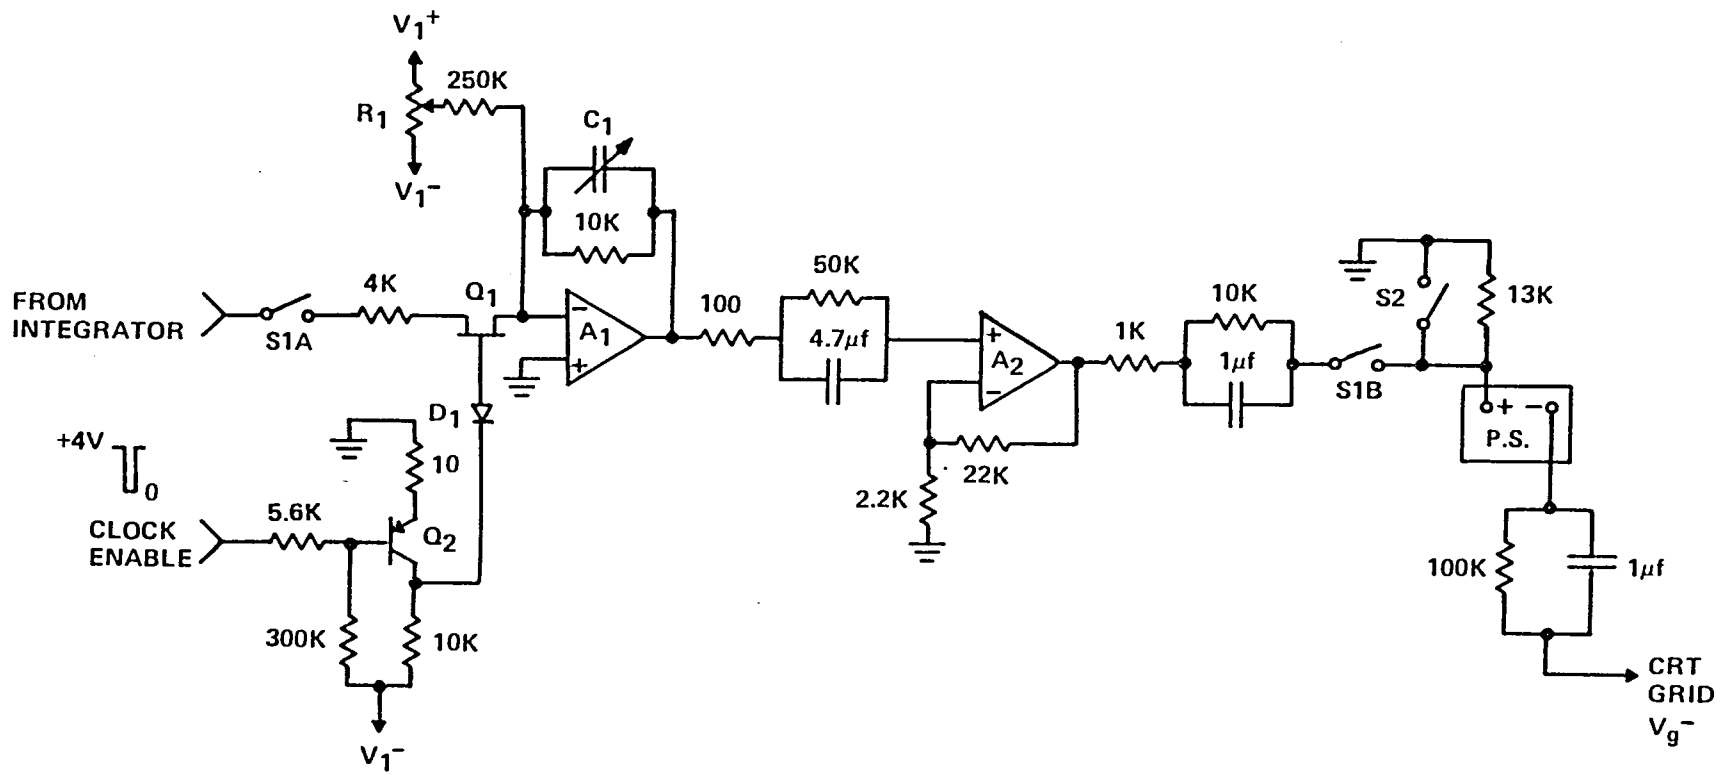 V1+
250K
R1
C1
V1-
10K
4K
Q1
50K
FROM
INTEGRATOR
S1A
A1
-
+
100
4.7μf
A2
+
-
1K
10K
1μf
S1B
S2
13K
+ -
P.S.
D1
+4V
0
10
22K
2.2K
5.6K
CLOCK
ENABLE
Q2
300K
10K
V1-
100K
1μf
CRT
GRID
Vg-